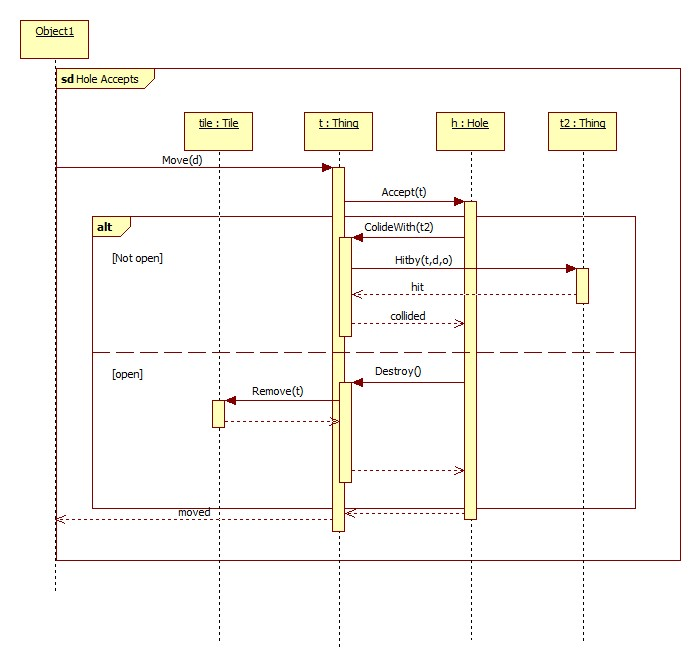 Object1
sd Hole Accepts
tile : Tile
t : Thing
h : Hole
t2 : Thing
Move(d)
Accept(t)
alt
ColideWith(t2)
[Not open]
Hitby(t,d,o)
hit
collided
[open]
Destroy()
Remove(t)
moved